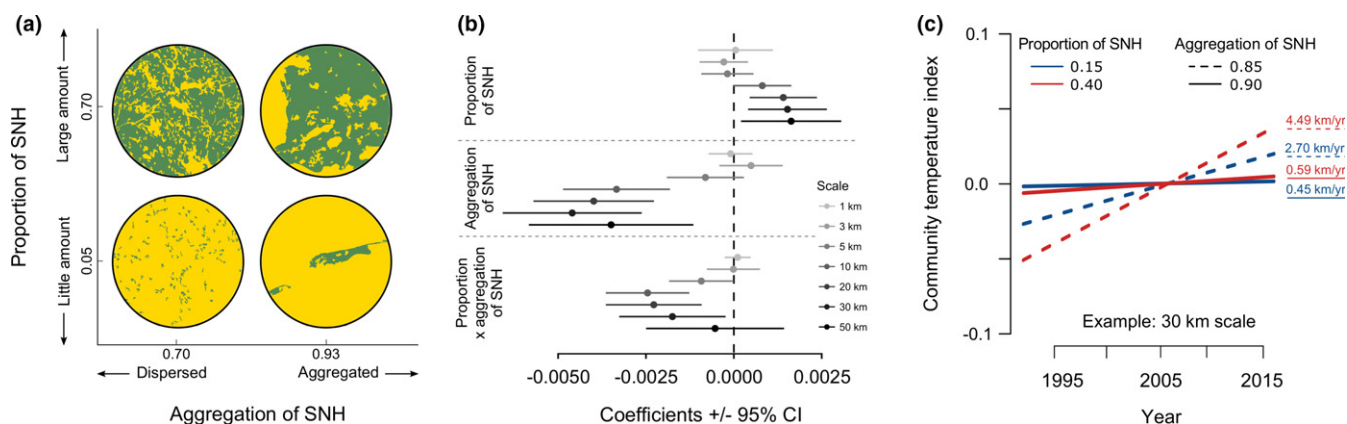 (a)
Proportion of SNH
Large amount
Little amount
0.70
0.05
0.70
0.93
Dispersed
Aggregated
Aggregation of SNH
(b)
Proportion
of SNH
Aggregation
of SNH
Proportion
x aggregation
of SNH
Scale
1 km
3 km
5 km
10 km
20 km
30 km
50 km
-0.0050
-0.0025
0.0000
0.0025
Coefficients +/- 95% CI
(c)
Community temperature index
0.1
0.0
-0.1
Proportion of SNH
0.15
0.40
Aggregation of SNH
0.85
0.90
4.49 km/yr
2.70 km/yr
0.59 km/yr
0.45 km/yr
Example: 30 km scale
1995
2005
2015
Year